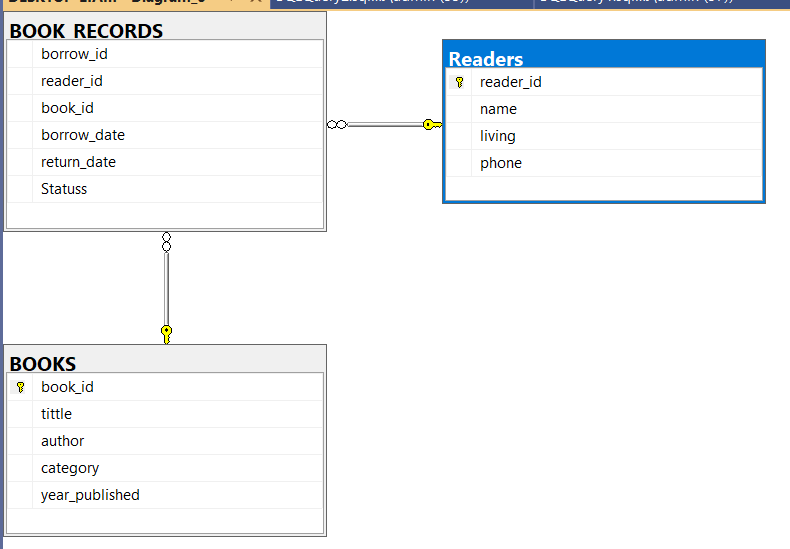 BOOK_RECORDS
borrow_id
reader_id
book_id
borrow_date
return_date
Statuss
Readers
reader_id
name
living
phone
BOOKS
book_id
tittle
author
category
year_published